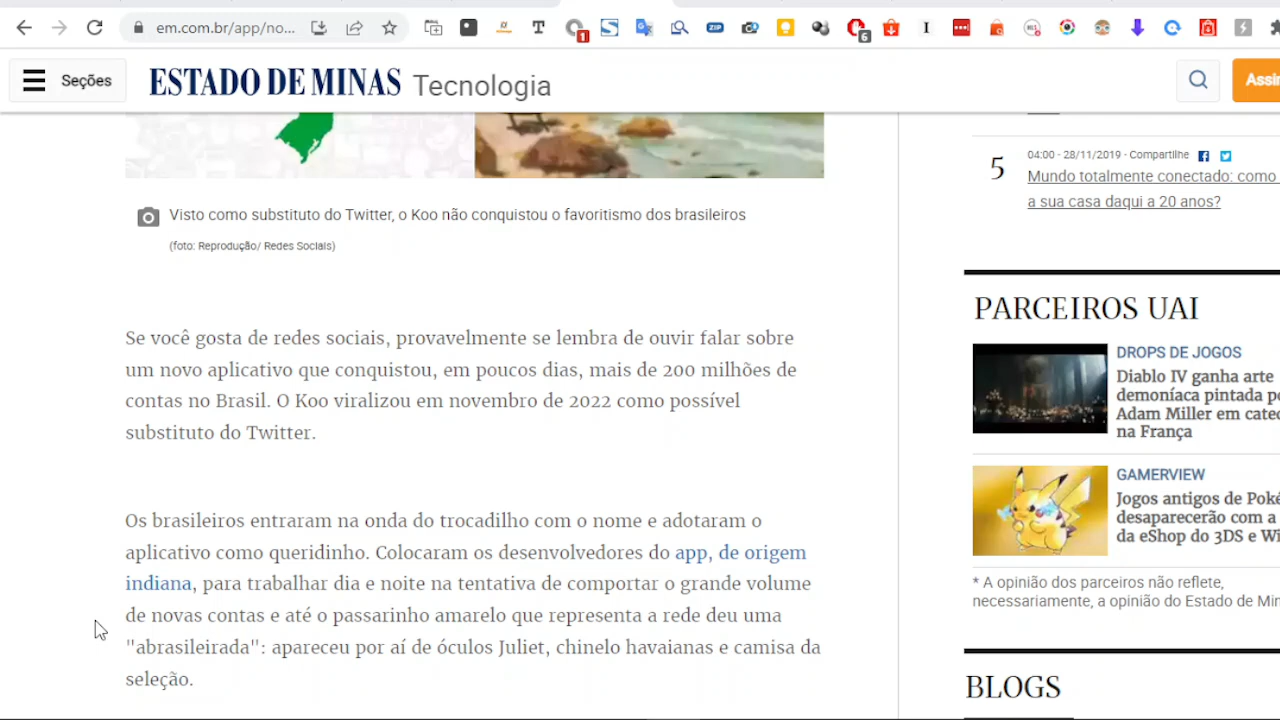 em.com.br/app/no...
T
1
ZIP
6
I
Seções
ESTADO DE MINAS Tecnologia
Assin
Visto como substituto do Twitter, o Koo não conquistou o favoritismo dos brasileiros
(foto: Reprodução/ Redes Sociais)
Se você gosta de redes sociais, provavelmente se lembra de ouvir falar sobre
um novo aplicativo que conquistou, em poucos dias, mais de 200 milhões de
contas no Brasil. O Koo viralizou em novembro de 2022 como possível
substituto do Twitter.
Os brasileiros entraram na onda do trocadilho com o nome e adotaram o
aplicativo como queridinho. Colocaram os desenvolvedores do app, de origem
indiana, para trabalhar dia e noite na tentativa de comportar o grande volume
de novas contas e até o passarinho amarelo que representa a rede deu uma
"abrasileirada": apareceu por aí de óculos Juliet, chinelo havaianas e camisa da
seleção.
5
04:00 - 28/11/2019 - Compartilhe
Mundo totalmente conectado: como
a sua casa daqui a 20 anos?
PARCEIROS UAI
DROPS DE JOGOS
Diablo IV ganha arte
demoníaca pintada po
Adam Miller em cated
na França
GAMERVIEW
Jogos antigos de Poké
desaparecerão com a
da eShop do 3DS e Wi
* A opinião dos parceiros não reflete,
necessariamente, a opinião do Estado de Min
BLOGS